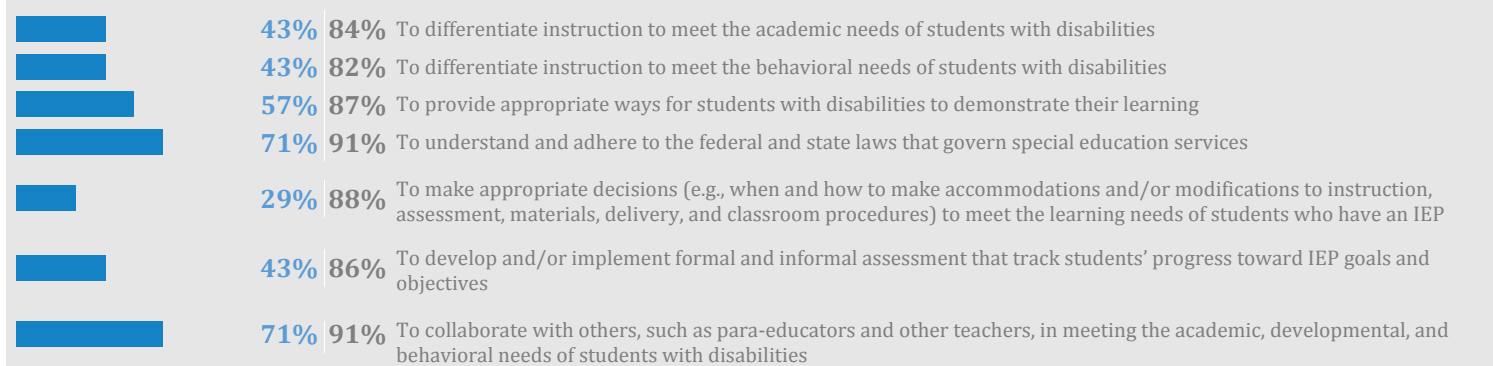 43% 84% To differentiate instruction to meet the academic needs of students with disabilities
43% 82% To differentiate instruction to meet the behavioral needs of students with disabilities
57% 87% To provide appropriate ways for students with disabilities to demonstrate their learning
71% 91% To understand and adhere to the federal and state laws that govern special education services
29% 88% To make appropriate decisions (e.g., when and how to make accommodations and/or modifications to instruction,
assessment, materials, delivery, and classroom procedures) to meet the learning needs of students who have an IEP
43% 86% To develop and/or implement formal and informal assessment that track students’ progress toward IEP goals and
objectives
71% 91% To collaborate with others, such as para-educators and other teachers, in meeting the academic, developmental, and
behavioral needs of students with disabilities